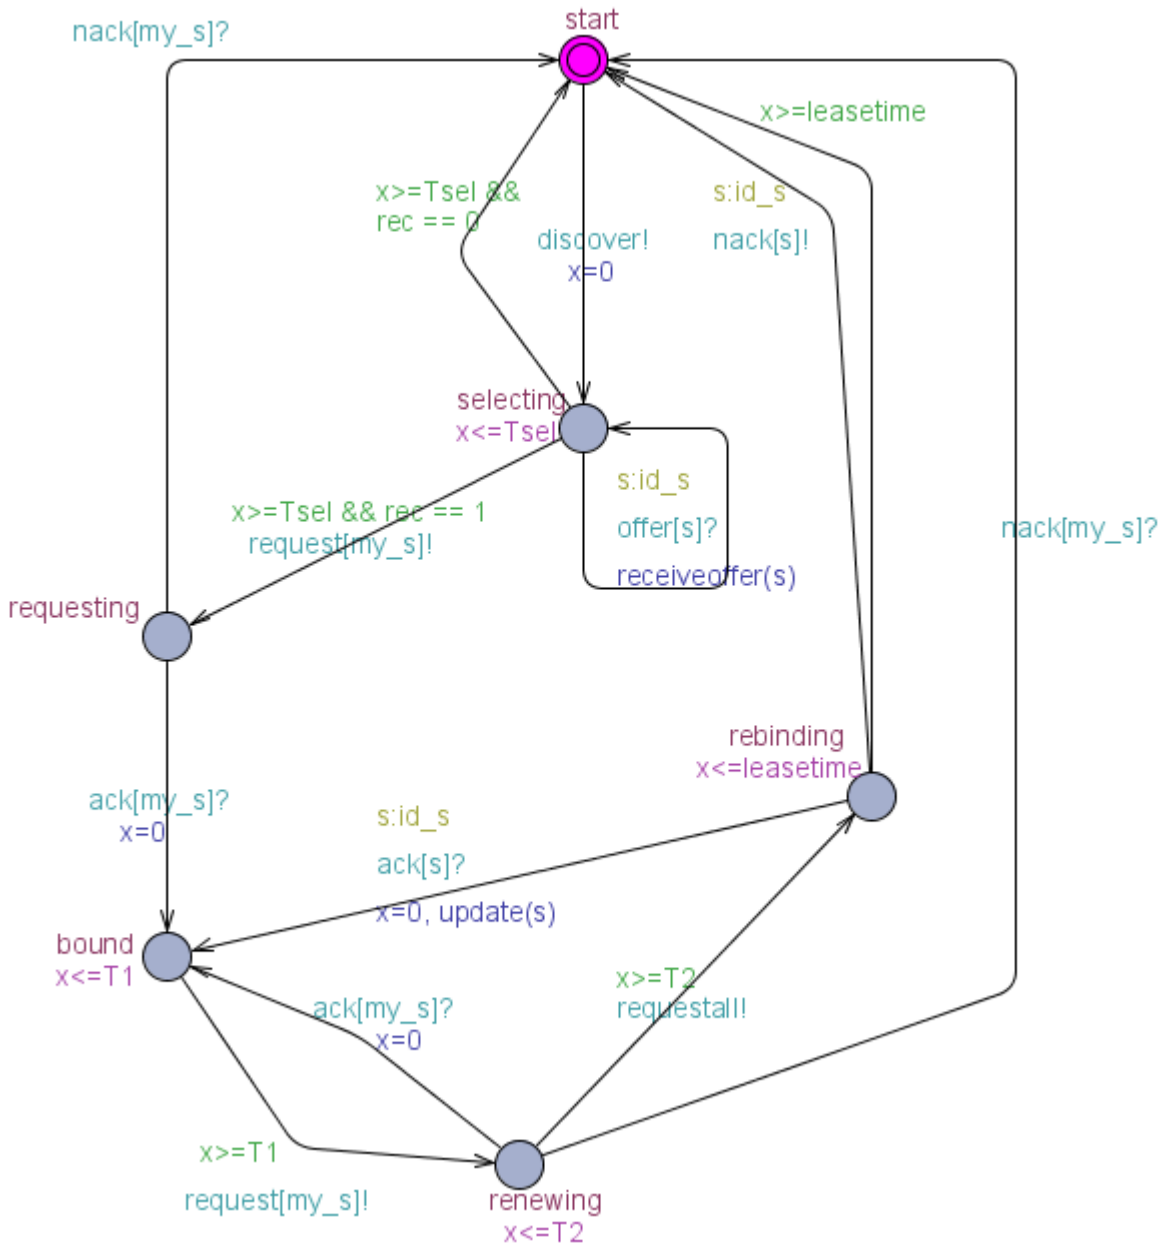 start
nack[my_s]?
x>=leasetime
x>=Tsel &&
rec == 0
s:id_s
discover!
nack[s]!
x=0
selecting
x<=Tsel
s:id_s
x>=Tsel && rec == 1
offer[s]?
nack[my_s]?
request[my_s]!
receiveoffer(s)
requesting
rebinding
x<=leasetime
ack[my_s]?
x=0
s:id_s
ack[s]?
x=0, update(s)
bound
x<=T1
x>=T2
requestall!
ack[my_s]?
x=0
x>=T1
request[my_s]!
renewing
x<=T2